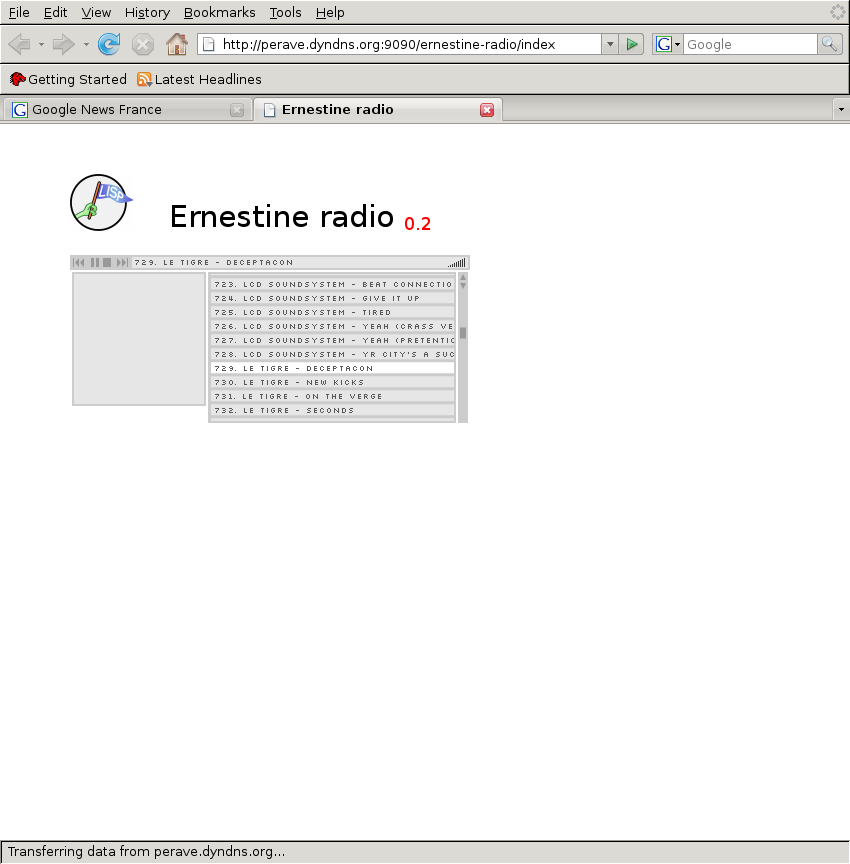 File Edit View History Bookmarks Tools Help
http://perave.dyndns.org:9090/ernestine-radio/index
G Google
Getting Started Latest Headlines
G Google News France Ernestine radio
LISP
Ernestine radio 0.2
729. LE TIGRE - DECEPTACON
723. LCD SOUNDSYSTEM - BEAT CONNECTIO
724. LCD SOUNDSYSTEM - GIVE IT UP
725. LCD SOUNDSYSTEM - TIRED
726. LCD SOUNDSYSTEM - YEAH (CRASS VE
727. LCD SOUNDSYSTEM - YEAH (PRETENTIO
728. LCD SOUNDSYSTEM - YR CITY'S A SUC
729. LE TIGRE - DECEPTACON
730. LE TIGRE - NEW KICKS
731. LE TIGRE - ON THE VERGE
732. LE TIGRE - SECONDS
Transferring data from perave.dyndns.org...